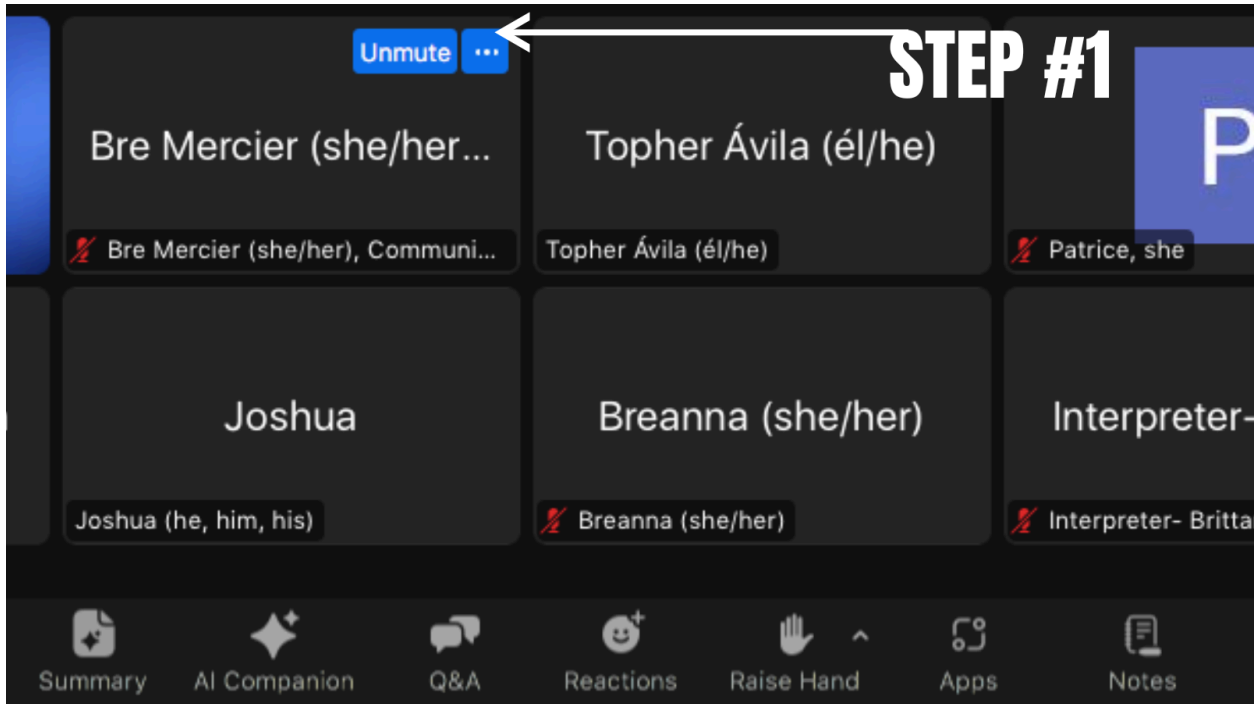 Unmute ...
STEP #1
Bre Mercier (she/her...
Topher Ávila (él/he)
P
Bre Mercier (she/her), Communi...
Topher Ávila (él/he)
Patrice, she
Joshua
Breanna (she/her)
Interpreter-
Joshua (he, him, his)
Breanna (she/her)
Interpreter- Britta
Summary
AI Companion
Q&A
Reactions
Raise Hand
Apps
Notes